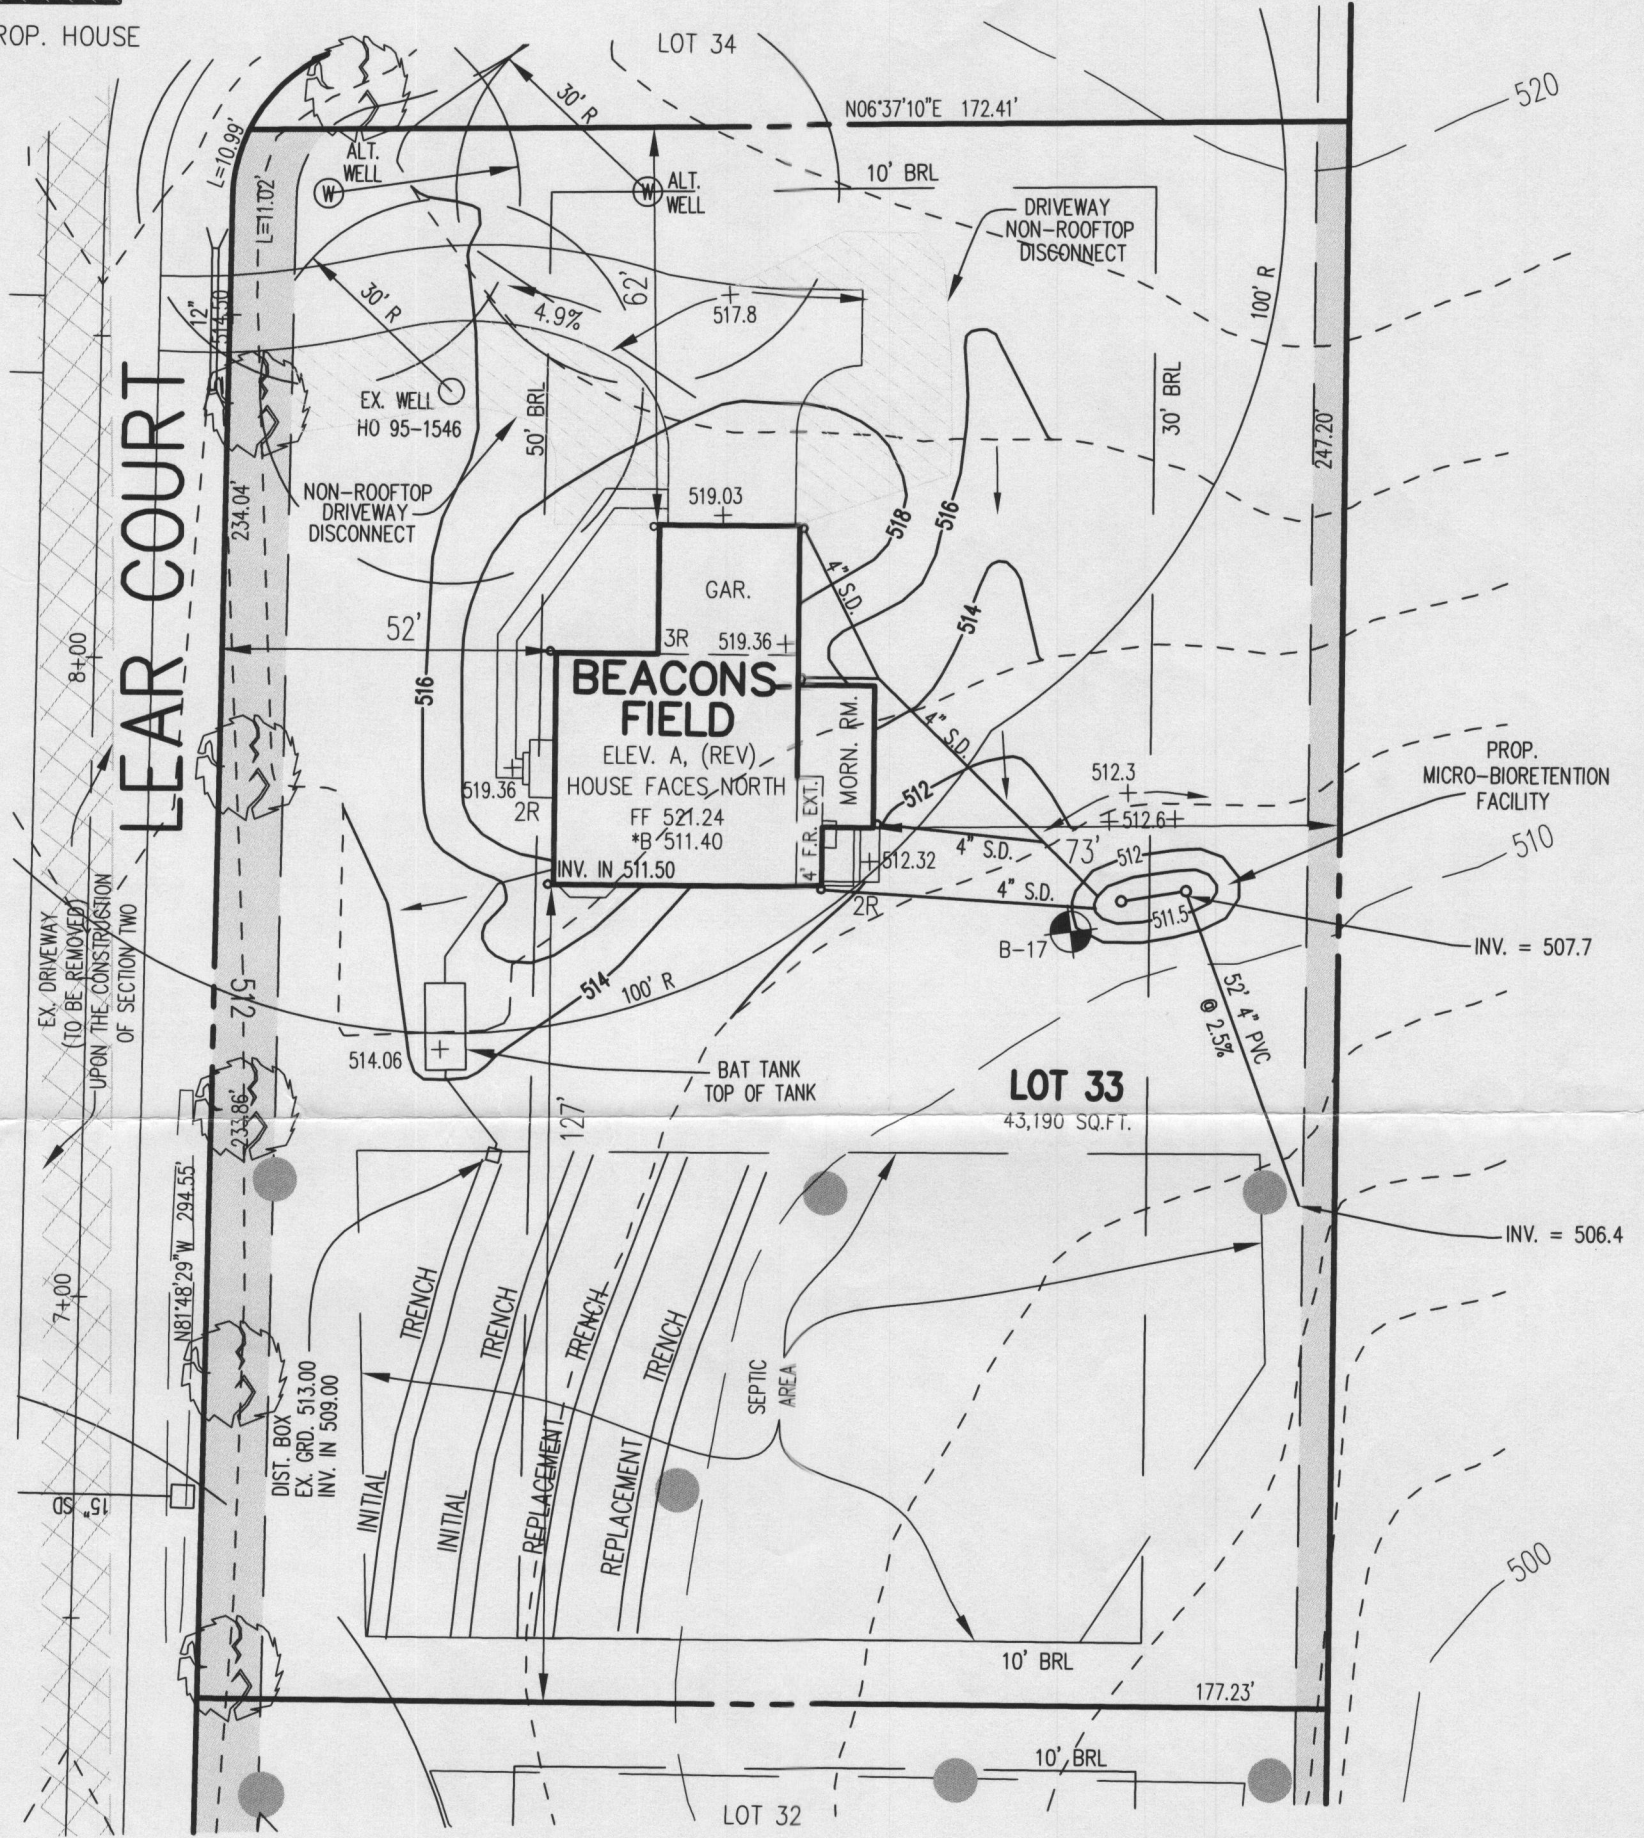 ROP. HOUSE
LOT 34
520
N06°37'10"E 172.41'
30' R
L=10.99'
L=11.02'
ALT.
WELL
W
W
ALT.
WELL
10' BRL
DRIVEWAY
NON-ROOFTOP
DISCONNECT
100' R
62'
30' R
4.9%
517.8
12"
514.50
EX. WELL
HO 95-1546
50' BRL
30' BRL
247.20'
LEAR COURT
NON-ROOFTOP
DRIVEWAY
DISCONNECT
234.04'
519.03
518
516
GAR.
4" S.D.
514
52'
3R
519.36
8+00
516
BEACONS
FIELD
ELEV. A, (REV)
HOUSE FACES NORTH
FF 521.24
*B 511.40
INV. IN 511.50
MORN. RM.
4' F.R. EXT.
4" S.D.
519.36
2R
512
512.3
512.6
PROP.
MICRO-BIORETENTION
FACILITY
73'
4" S.D.
512
512.32
510
4" S.D.
2R
511.5
B-17
INV. = 507.7
EX. DRIVEWAY
(TO BE REMOVED)
UPON THE CONSTRUCTION
OF SECTION TWO
512
514
100' R
52' 4" PVC
@ 2.5%
514.06
BAT TANK
TOP OF TANK
LOT 33
43,190 SQ.FT.
127'
233.86'
N81°48'29"W 294.55'
INV. = 506.4
7+00
TRENCH
TRENCH
TRENCH
TRENCH
SEPTIC
AREA
DIST. BOX
EX. GRD. 513.00
INV. IN 509.00
INITIAL
INITIAL
REPLACEMENT
REPLACEMENT
15" SD
500
10' BRL
177.23'
10' BRL
LOT 32